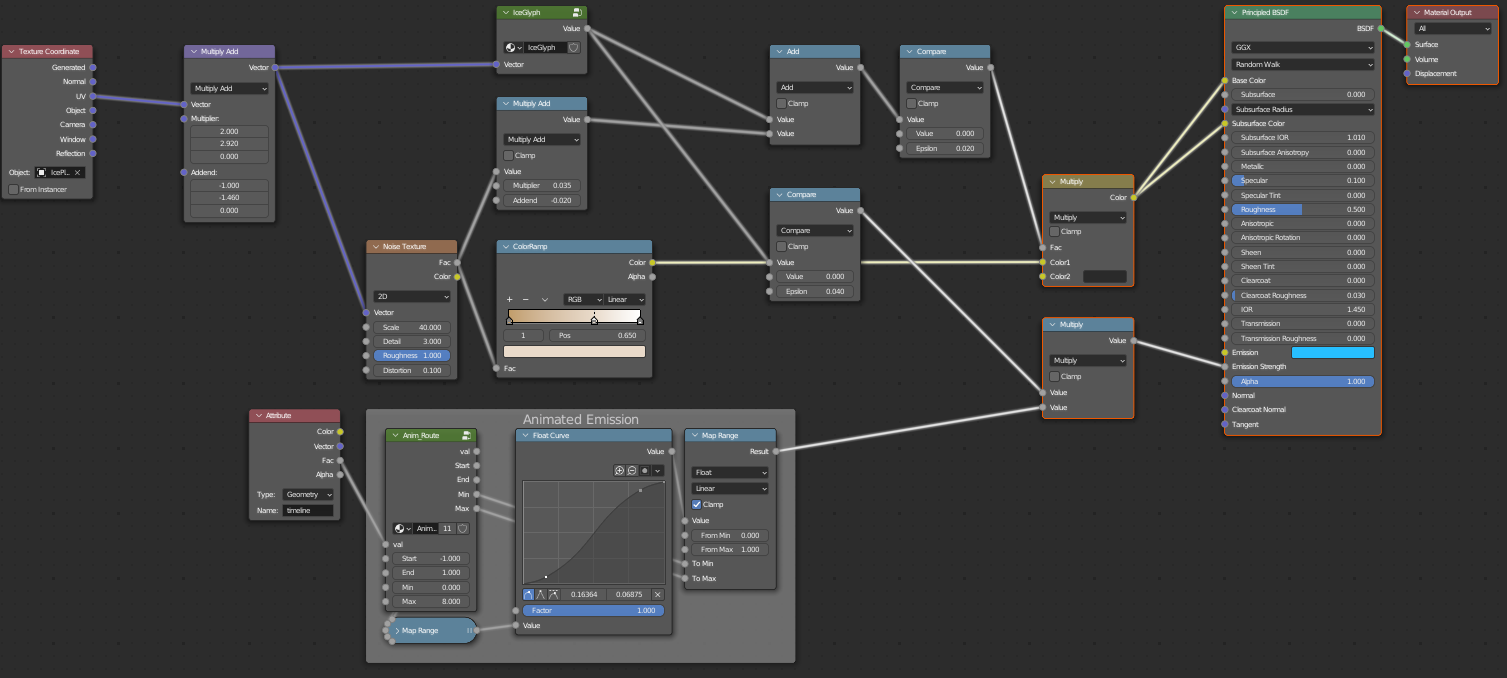 Texture Coordinate
Generated
Normal
UV
Object
Camera
Window
Reflection
Object: IcePl...
From Instancer
Multiply Add
Vector
Multiply Add
Vector
Multiplier:
2.000
2.920
0.000
Addend:
-1.000
-1.460
0.000
IceGlyph
Value
IceGlyph
Vector
Multiply Add
Value
Multiply Add
Clamp
Value
Multiplier 0.035
Addend -0.020
Noise Texture
Fac
Color
2D
Vector
Scale 40.000
Detail 3.000
Roughness 1.000
Distortion 0.100
ColorRamp
Color
Alpha
RGB Linear
1 Pos 0.650
Fac
Add
Value
Add
Clamp
Value
Value
Compare
Value
Compare
Clamp
Value
Value 0.000
Epsilon 0.020
Compare
Value
Compare
Clamp
Value
Value 0.000
Epsilon 0.040
Multiply
Color
Multiply
Clamp
Fac
Color1
Color2
Multiply
Value
Multiply
Clamp
Value
Value
Principled BSDF
BSDF
GGX
Random Walk
Base Color
Subsurface 0.000
Subsurface Radius
Subsurface Color
Subsurface IOR 1.010
Subsurface Anisotropy 0.000
Metallic 0.000
Specular 0.100
Specular Tint 0.000
Roughness 0.500
Anisotropic 0.000
Anisotropic Rotation 0.000
Sheen 0.000
Sheen Tint 0.000
Clearcoat 0.000
Clearcoat Roughness 0.030
IOR 1.450
Transmission 0.000
Transmission Roughness 0.000
Emission
Emission Strength
Alpha 1.000
Normal
Clearcoat Normal
Tangent
Material Output
All
Surface
Volume
Displacement
Attribute
Color
Vector
Fac
Alpha
Type: Geometry
Name: timeline
Animated Emission
Anim_Route
val
Start
End
Min
Max
Anim.. 11
val
Start -1.000
End 1.000
Min 0.000
Max 8.000
Map Range
Float Curve
Value
0.16364 0.06875
Factor 1.000
Value
Map Range
Result
Float
Linear
Clamp
Value
From Min 0.000
From Max 1.000
To Min
To Max